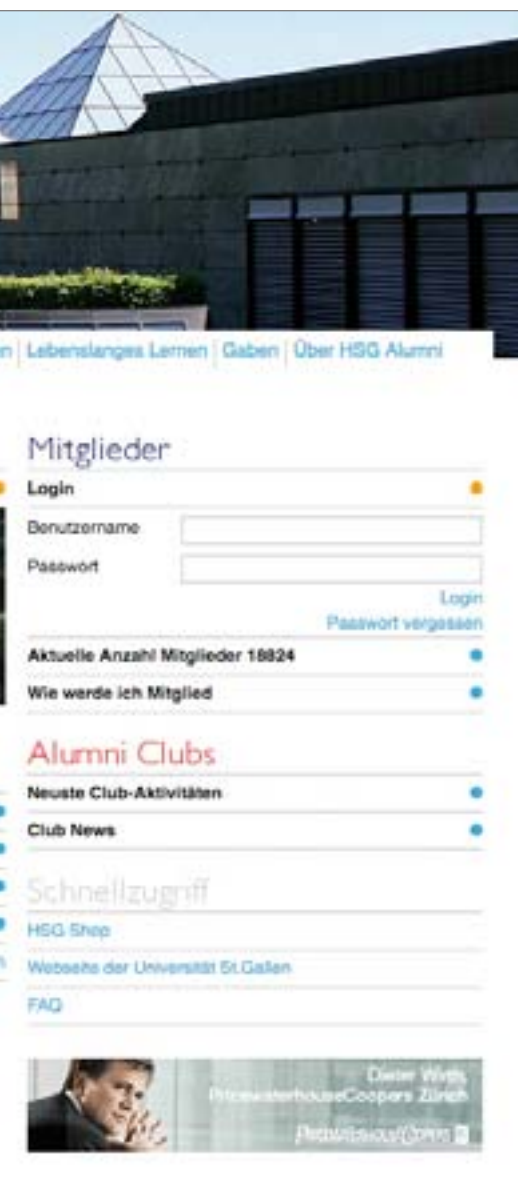 Lebenslanges Lernen | Gaben | Über HSG Alumni
Mitglieder
Login
Benutzername
Passwort
Login
Passwort vergessen
Aktuelle Anzahl Mitglieder 18824
Wie werde ich Mitglied
Alumni Clubs
Neuste Club-Aktivitäten
Club News
Schnellzugriff
HSG Shop
Webseite der Universität St.Gallen
FAQ
Dieter Wirth,
PricewaterhouseCoopers Zürich
PricewaterhouseCoopers